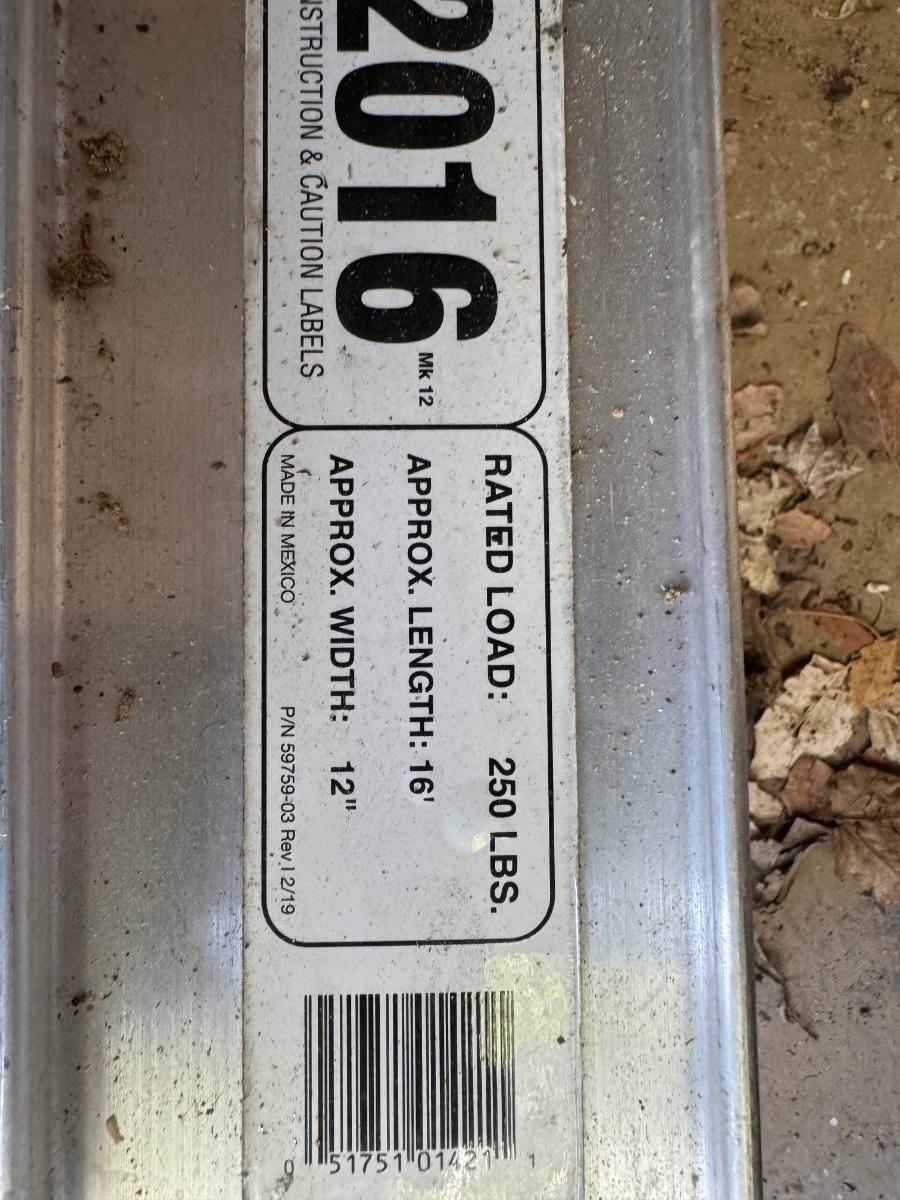 2016
Mk 12
NSTRUCTION & CAUTION LABELS
RATED LOAD: 250 LBS.
APPROX. LENGTH: 16'
APPROX. WIDTH: 12"
MADE IN MEXICO P/N 59759-03 Rev I 2/19
0 51751 01421 1